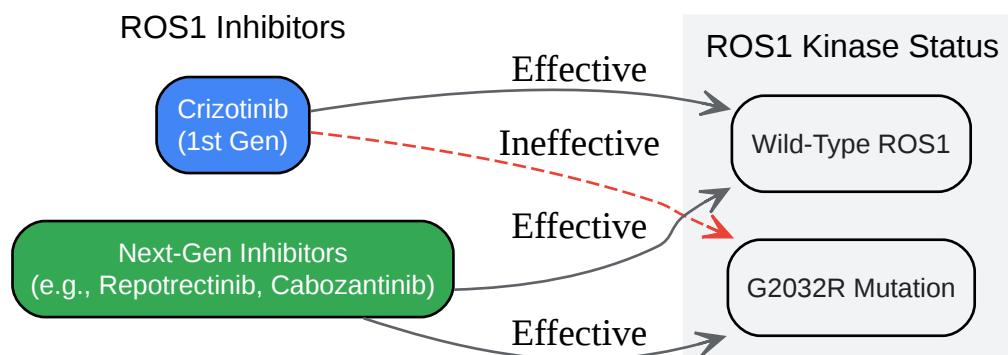 ROS1 Inhibitors
ROS1 Kinase Status
Effective
Crizotinib
(1st Gen)
Ineffective
Wild-Type ROS1
Effective
Next-Gen Inhibitors
(e.g., Repotrectinib, Cabozantinib)
G2032R Mutation
Effective